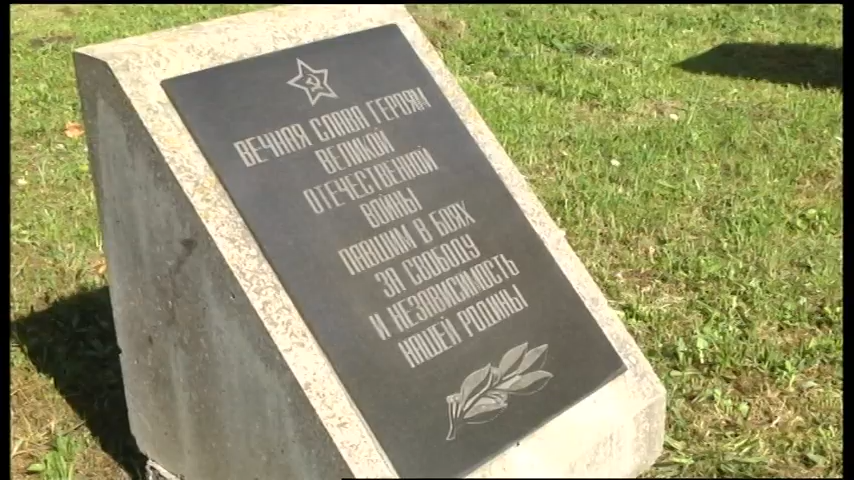 ВЕЧНАЯ СЛАВА ГЕРОЯМ
ВЕЛИКОЙ
ОТЕЧЕСТВЕННОЙ
ВОЙНЫ
ПАВШИМ В БОЯХ
ЗА СВОБОДУ
И НЕЗАВИСИМОСТЬ
НАШЕЙ РОДИНЫ